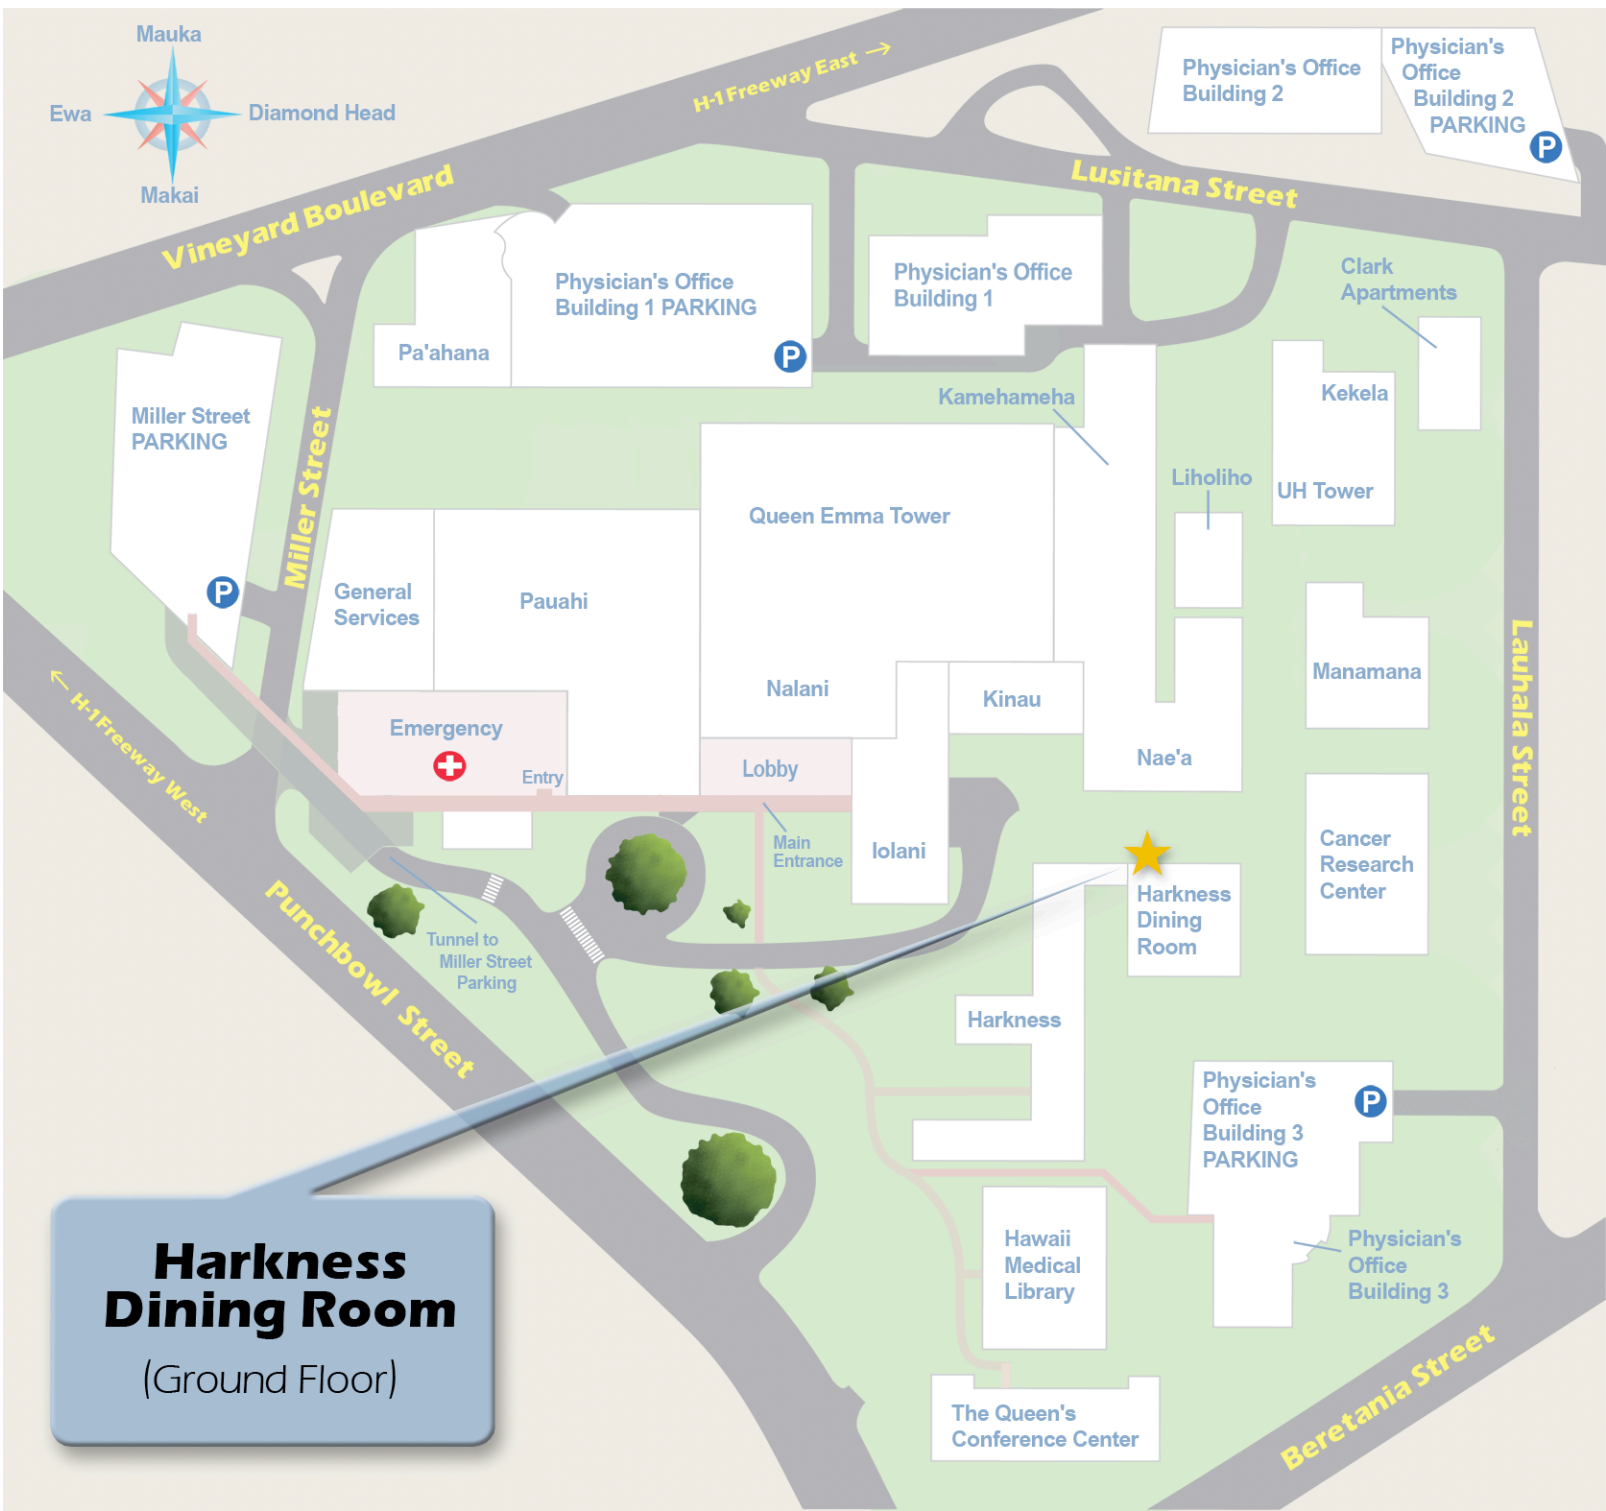 Mauka
Ewa
Diamond Head
Makai
H-1 Freeway East →
Vineyard Boulevard
Lusitana Street
Physician's Office
Building 2
Physician's
Office
Building 2
PARKING
P
Physician's Office
Building 1 PARKING
P
Pa'ahana
Physician's Office
Building 1
Clark
Apartments
Miller Street
PARKING
P
Miller Street
Kamehameha
Kekela
UH Tower
Liholiho
Queen Emma Tower
General
Services
Pauahi
Nalani
Kinau
Manamana
Lauhala Street
Nae'a
Emergency
Entry
Lobby
Main
Entrance
Iolani
← H-1 Freeway West
Cancer
Research
Center
Harkness
Dining
Room
Tunnel to
Miller Street
Parking
Punchbowl Street
Harkness
Physician's
Office
Building 3
PARKING
P
Hawaii
Medical
Library
Physician's
Office
Building 3
Harkness
Dining Room
(Ground Floor)
The Queen's
Conference Center
Beretania Street